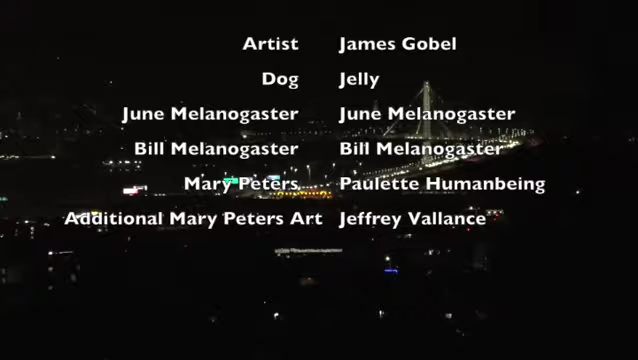 Artist James Gobel
Dog Jelly
June Melanogaster June Melanogaster
Bill Melanogaster Bill Melanogaster
Mary Peters Paulette Humanbeing
Additional Mary Peters Art Jeffrey Vallance